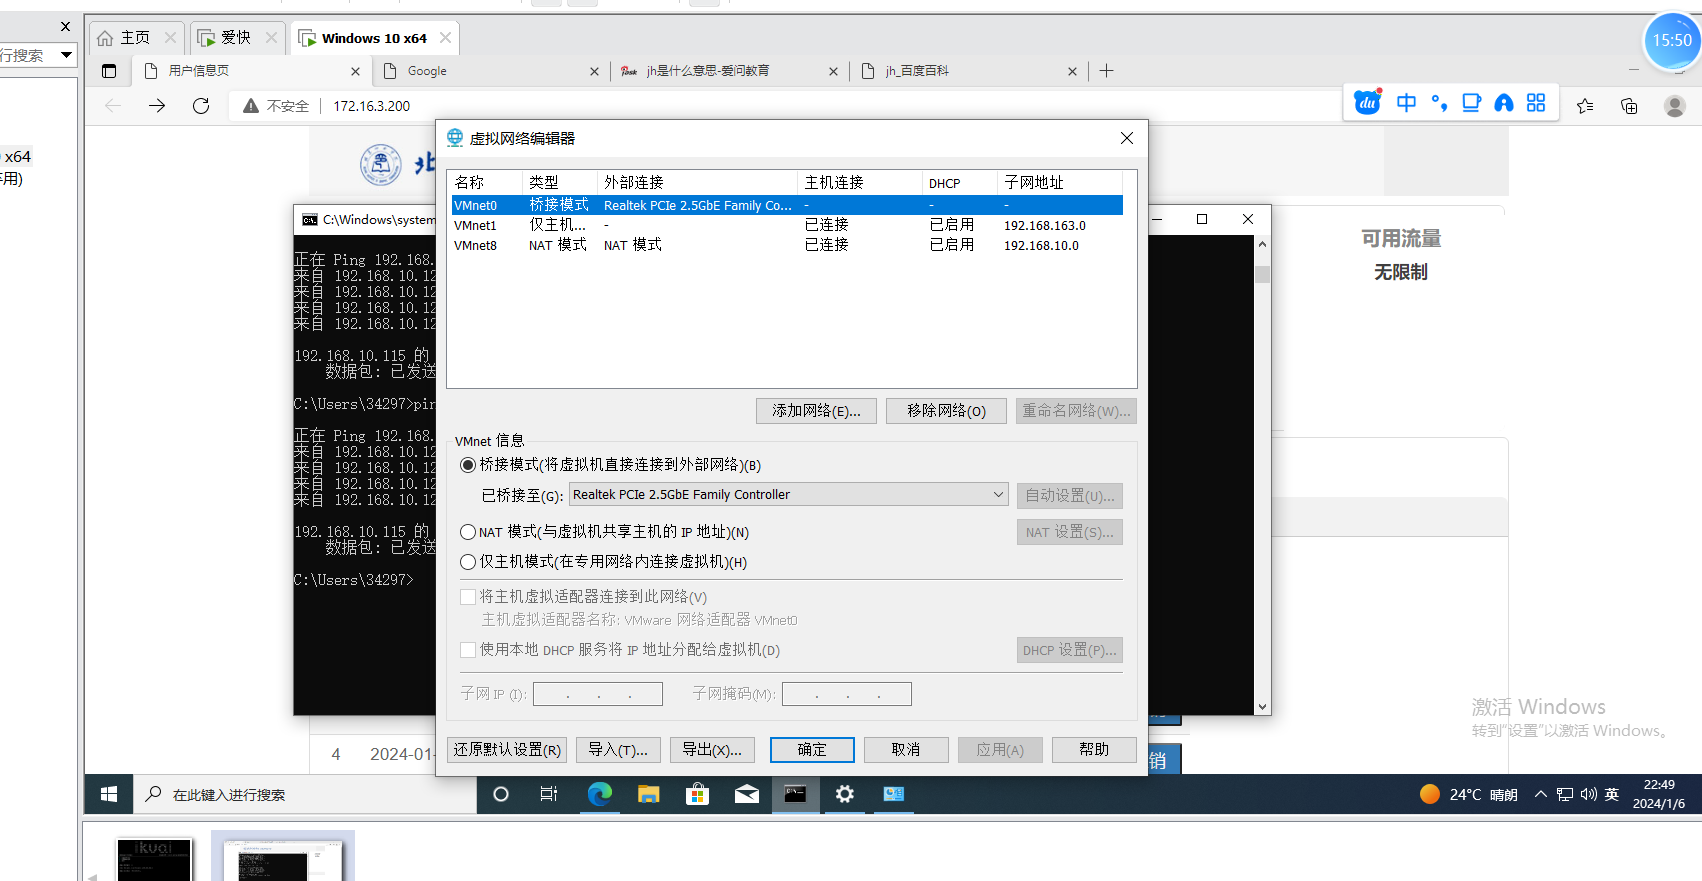 主页
爱快
Windows 10 x64
15:50
行搜索
用户信息页
Google
jh是什么意思-爱问教育
jh_百度百科
不安全
172.16.3.200
du 中
x64
北
虚拟网络编辑器
名称 类型 外部连接 主机连接 DHCP 子网地址
VMnet0 桥接模式 Realtek PCIe 2.5GbE Family Co... - - -
VMnet1 仅主机... - 已连接 已启用 192.168.163.0
VMnet8 NAT 模式 NAT 模式 已连接 已启用 192.168.10.0
C:\Windows\system
正在 Ping 192.168.
来自 192.168.10.12
来自 192.168.10.12
来自 192.168.10.12
来自 192.168.10.12
192.168.10.115 的
数据包: 已发送
C:\Users\34297>pin
正在 Ping 192.168.
来自 192.168.10.12
来自 192.168.10.12
来自 192.168.10.12
来自 192.168.10.12
192.168.10.115 的
数据包: 已发送
C:\Users\34297>
可用流量
无限制
添加网络(E)... 移除网络(O) 重命名网络(W)...
VMnet 信息
桥接模式(将虚拟机直接连接到外部网络)(B)
已桥接至(G): Realtek PCIe 2.5GbE Family Controller 自动设置(U)...
NAT 模式(与虚拟机共享主机的 IP 地址)(N) NAT 设置(S)...
仅主机模式(在专用网络内连接虚拟机)(H)
将主机虚拟适配器连接到此网络(V)
主机虚拟适配器名称: VMware 网络适配器 VMnet0
使用本地 DHCP 服务将 IP 地址分配给虚拟机(D) DHCP 设置(P)...
子网 IP (I): . . . 子网掩码(M): . . .
还原默认设置(R) 导入(T)... 导出(X)... 确定 取消 应用(A) 帮助
4 2024-01-
销
激活 Windows
转到"设置"以激活 Windows。
在此键入进行搜索
24°C 晴朗
英
22:49
2024/1/6
ikuai